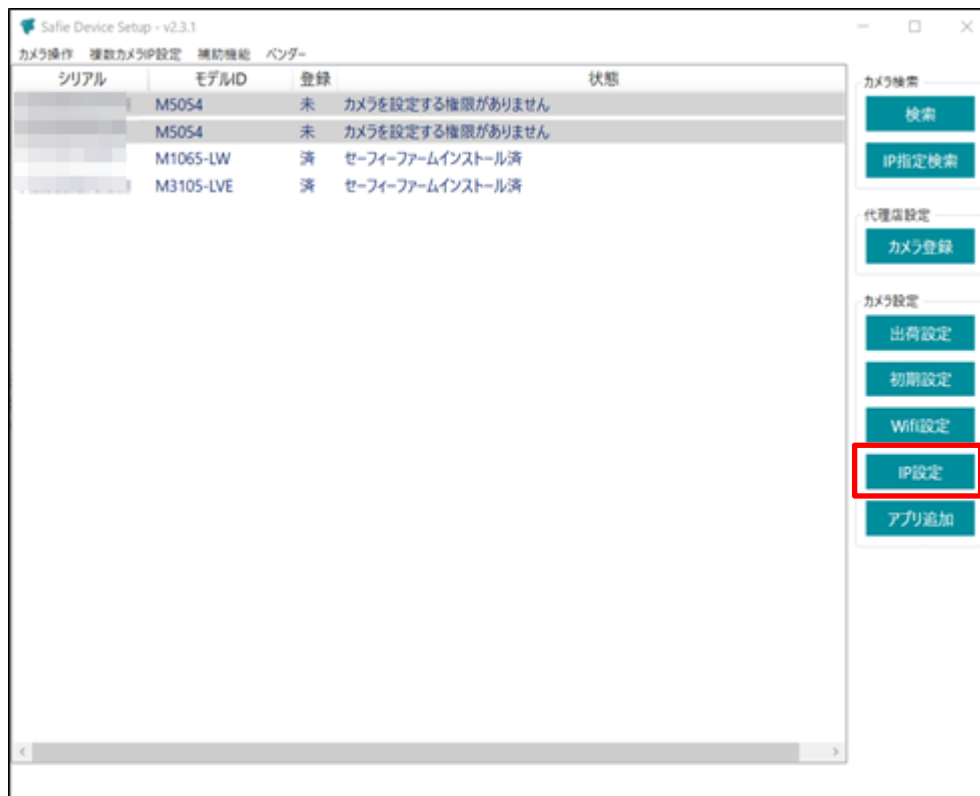 Safie Device Setup - v2.3.1
カメラ操作 複数カメラIP設定 補助機能 ベンダー
シリアル モデルID 登録 状態
M5054 未 カメラを設定する権限がありません
M5054 未 カメラを設定する権限がありません
M1065-LW 済 セーフィーファームインストール済
M3105-LVE 済 セーフィーファームインストール済
カメラ検索
検索
IP指定検索
代理店設定
カメラ登録
カメラ設定
出荷設定
初期設定
Wifi設定
IP設定
アプリ追加